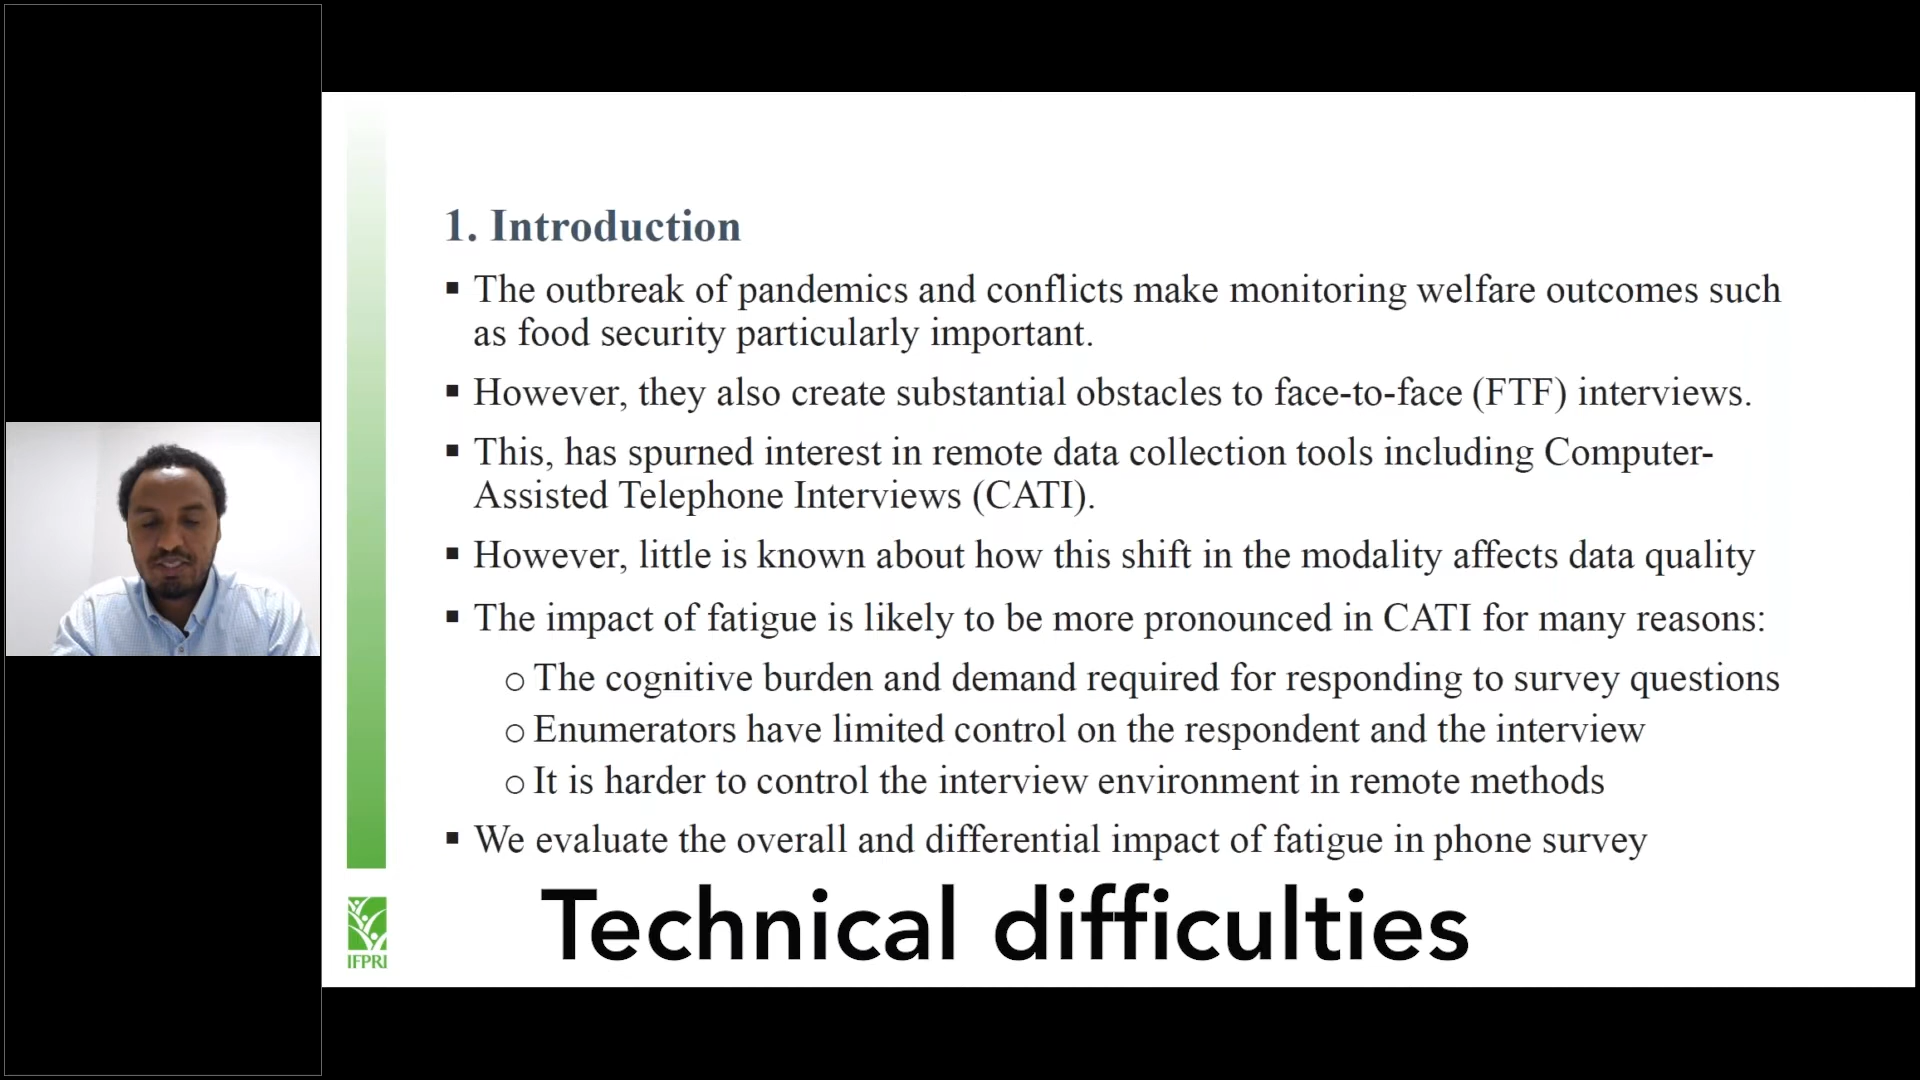 1. Introduction
▪ The outbreak of pandemics and conflicts make monitoring welfare outcomes such
as food security particularly important.
▪ However, they also create substantial obstacles to face-to-face (FTF) interviews.
▪ This, has spurned interest in remote data collection tools including Computer-
Assisted Telephone Interviews (CATI).
▪ However, little is known about how this shift in the modality affects data quality
▪ The impact of fatigue is likely to be more pronounced in CATI for many reasons:
o The cognitive burden and demand required for responding to survey questions
o Enumerators have limited control on the respondent and the interview
o It is harder to control the interview environment in remote methods
▪ We evaluate the overall and differential impact of fatigue in phone survey
Technical difficulties
IFPRI